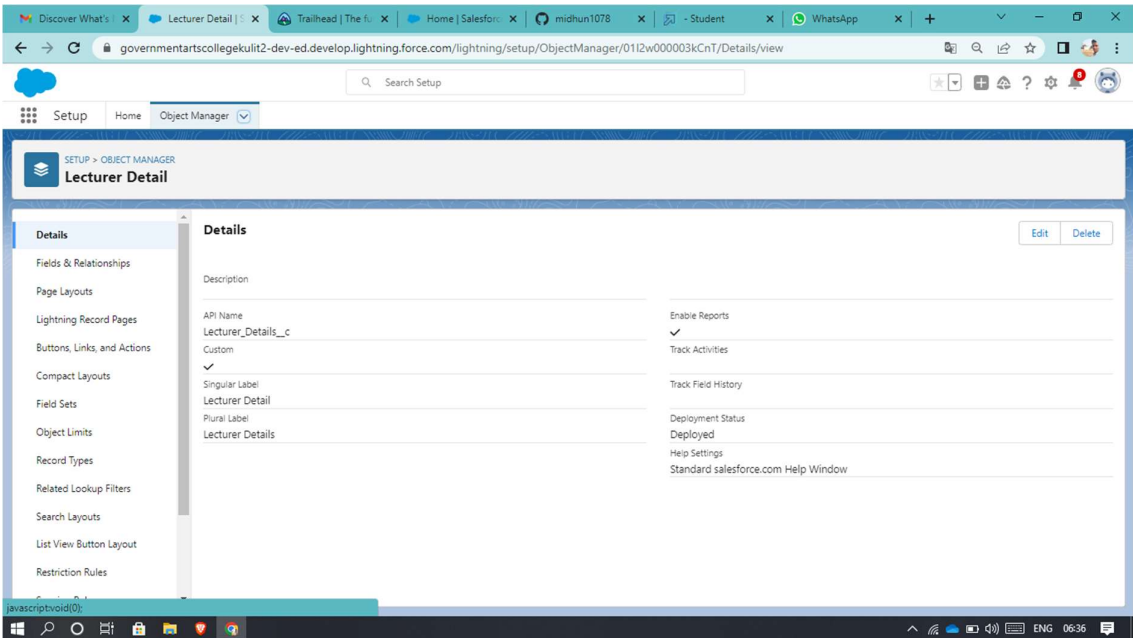 Discover What's
Lecturer Detail | S
Trailhead | The fu
Home | Salesforc
midhun1078
- Student
WhatsApp
governmentartscollegekulit2-dev-ed.develop.lightning.force.com/lightning/setup/ObjectManager/01I2w000003kCnT/Details/view
Search Setup
8
Setup
Home
Object Manager
SETUP > OBJECT MANAGER
Lecturer Detail
Details
Fields & Relationships
Page Layouts
Lightning Record Pages
Buttons, Links, and Actions
Compact Layouts
Field Sets
Object Limits
Record Types
Related Lookup Filters
Search Layouts
List View Button Layout
Restriction Rules
Details
Edit
Delete
Description
API Name
Lecturer_Details__c
Custom
Singular Label
Lecturer Detail
Plural Label
Lecturer Details
Enable Reports
Track Activities
Track Field History
Deployment Status
Deployed
Help Settings
Standard salesforce.com Help Window
javascript:void(0);
ENG
06:36